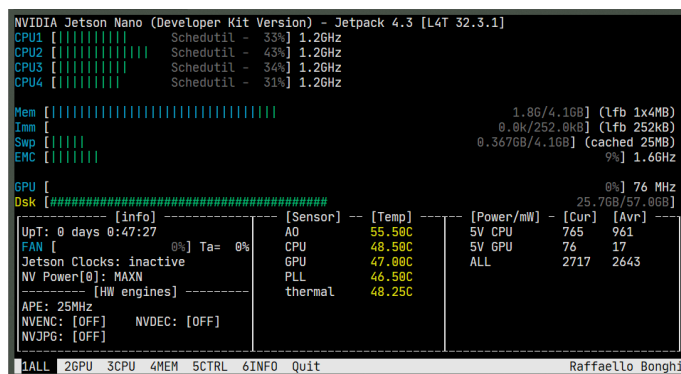 NVIDIA Jetson Nano (Developer Kit Version) - Jetpack 4.3 [L4T 32.3.1]
CPU1 [|||||||||| Schedutil - 33%] 1.2GHz
CPU2 [||||||||||||| Schedutil - 43%] 1.2GHz
CPU3 [|||||||||| Schedutil - 34%] 1.2GHz
CPU4 [|||||||||| Schedutil - 31%] 1.2GHz
Mem [||||||||||||||||||||||||||||||| 1.8G/4.1GB] (lfb 1x4MB)
Imm [ 0.0k/252.0kB] (lfb 252kB)
Swp [||||| 0.367GB/4.1GB] (cached 25MB)
EMC [||||||| 9%] 1.6GHz
GPU [ 0%] 76 MHz
Dsk [####################################### 25.7GB/57.0GB]
[info] [Sensor] -- [Temp] [Power/mW] - [Cur] [Avr]
UpT: 0 days 0:47:27 AO 55.50C 5V CPU 765 961
FAN [ 0%] Ta= 0% CPU 48.50C 5V GPU 76 17
Jetson Clocks: inactive GPU 47.00C ALL 2717 2643
NV Power[0]: MAXN PLL 46.50C
[HW engines] thermal 48.25C
APE: 25MHz
NVENC: [OFF] NVDEC: [OFF]
NVJPG: [OFF]
1ALL 2GPU 3CPU 4MEM 5CTRL 6INFO Quit Raffaello Bonghi